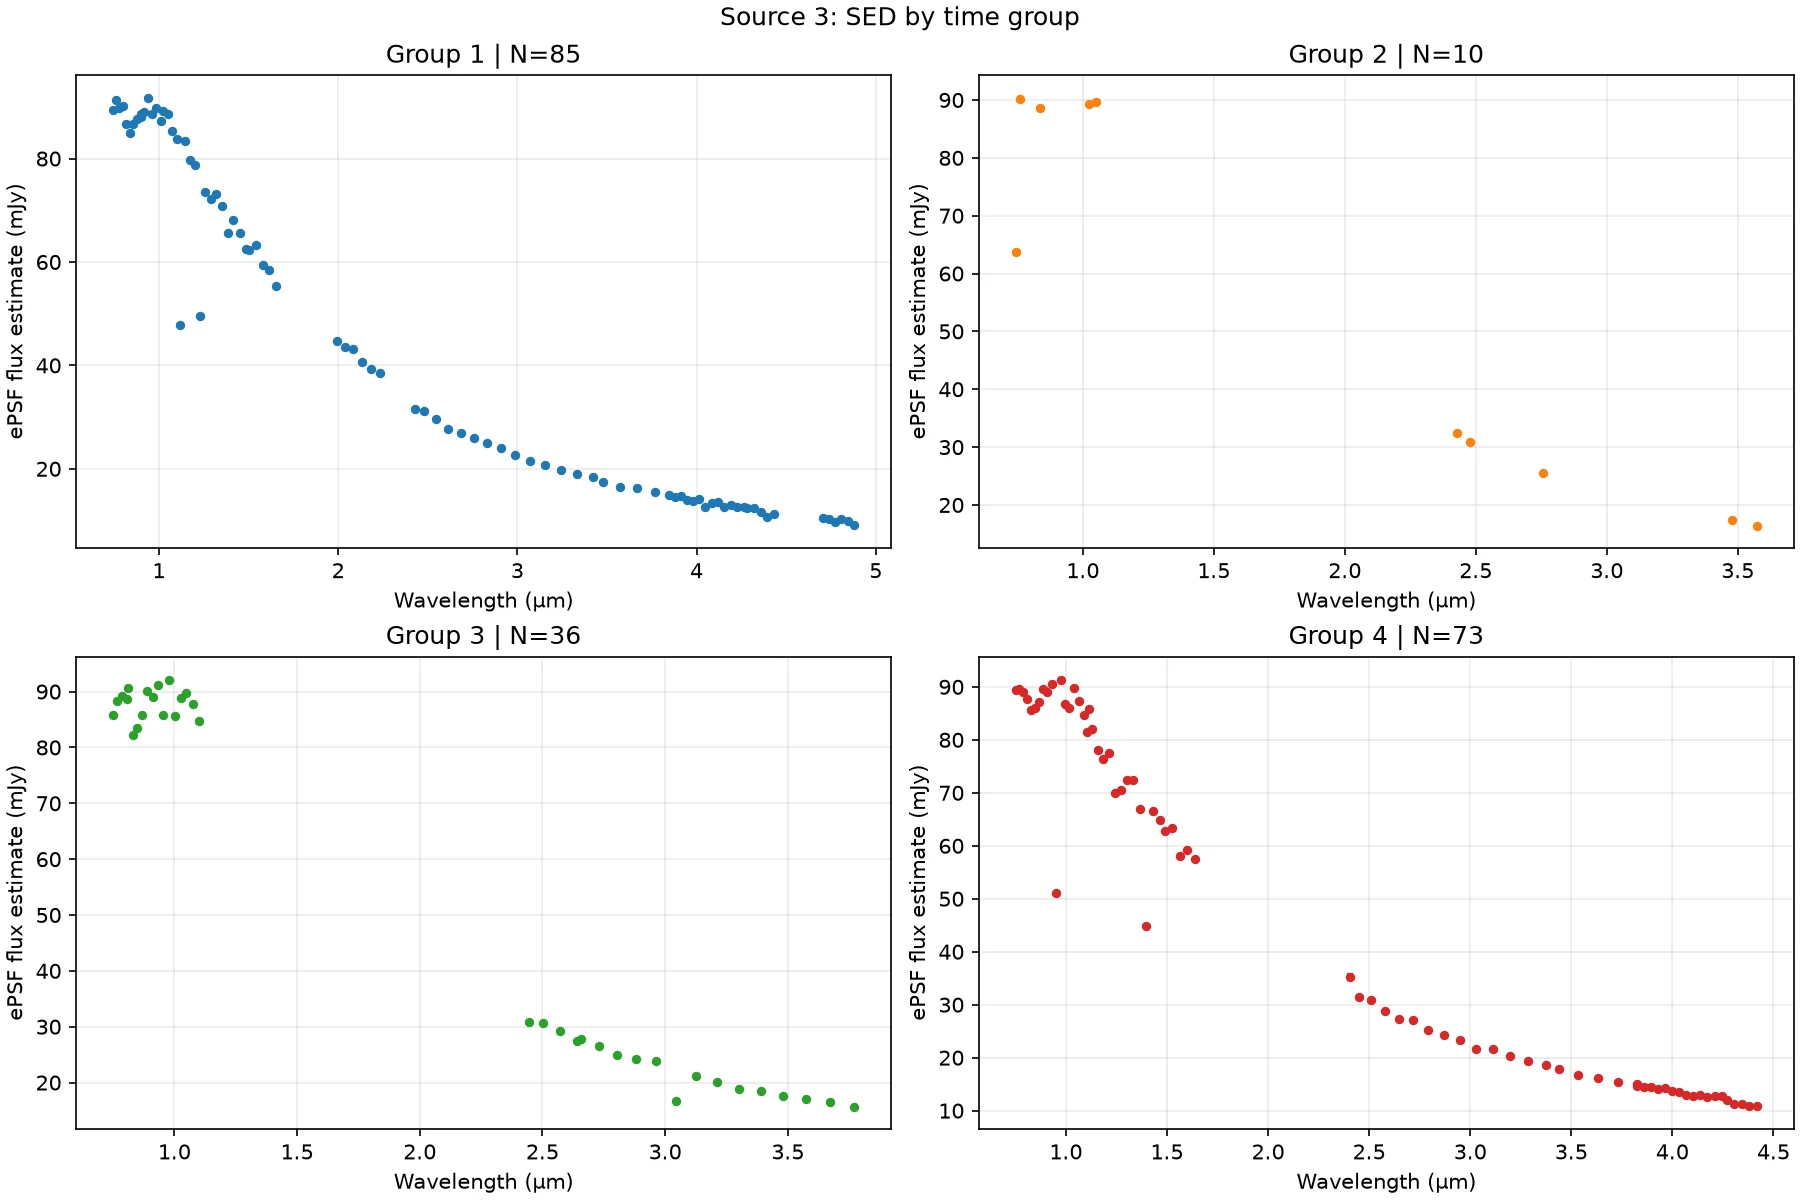 Source 3: SED by time group
Group 1 | N=85
ePSF flux estimate (mJy)
80
60
40
20
1 2 3 4 5
Wavelength (µm)
Group 2 | N=10
ePSF flux estimate (mJy)
90
80
70
60
50
40
30
20
1.0 1.5 2.0 2.5 3.0 3.5
Wavelength (µm)
Group 3 | N=36
ePSF flux estimate (mJy)
90
80
70
60
50
40
30
20
1.0 1.5 2.0 2.5 3.0 3.5
Wavelength (µm)
Group 4 | N=73
ePSF flux estimate (mJy)
90
80
70
60
50
40
30
20
10
1.0 1.5 2.0 2.5 3.0 3.5 4.0 4.5
Wavelength (µm)